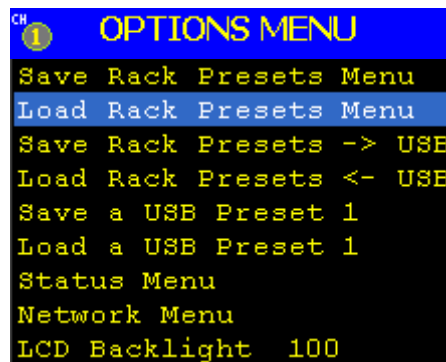 CH
1
OPTIONS MENU
Save Rack Presets Menu
Load Rack Presets Menu
Save Rack Presets -> USB
Load Rack Presets <- USB
Save a USB Preset 1
Load a USB Preset 1
Status Menu
Network Menu
LCD Backlight 100